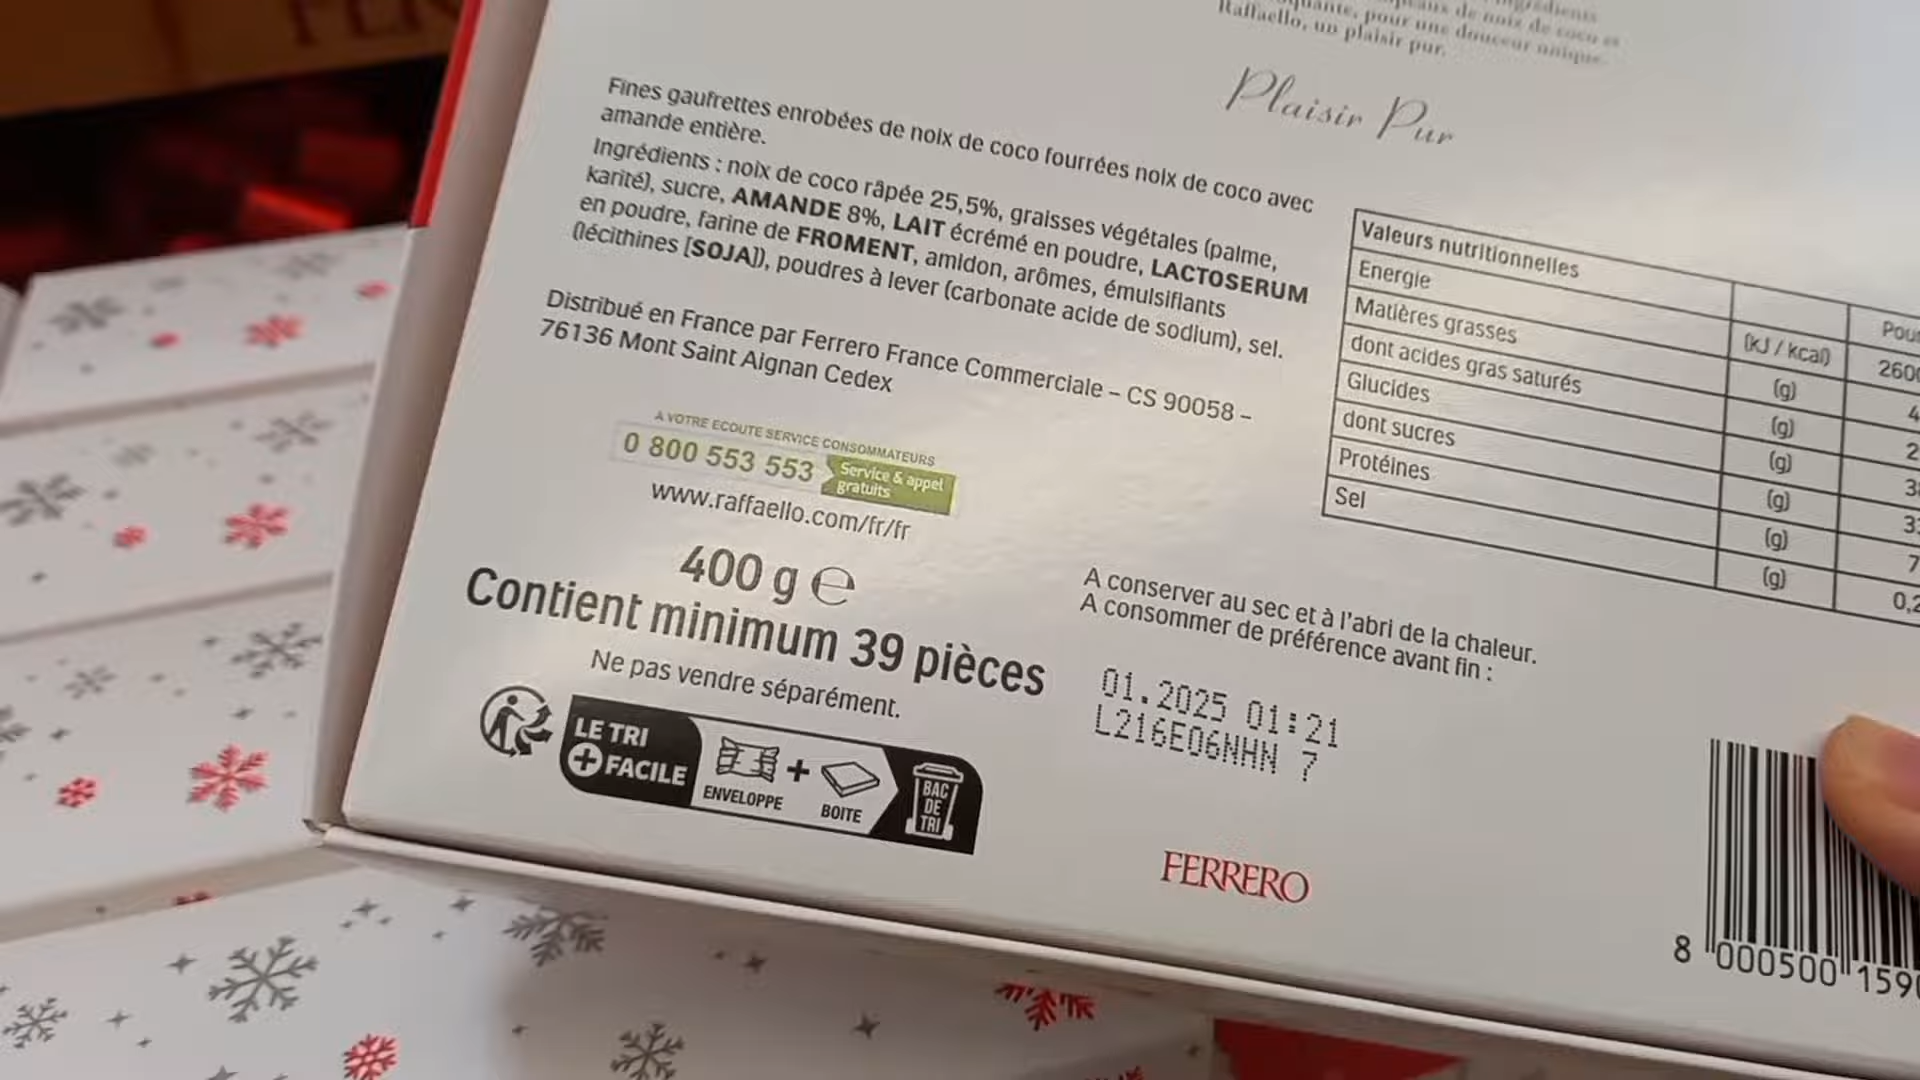 FER
Raffaello, un plaisir pur.
Plaisir Pur
Fines gaufrettes enrobées de noix de coco fourrées noix de coco avec
amande entière.
Ingrédients : noix de coco râpée 25,5%, graisses végétales (palme,
karité), sucre, AMANDE 8%, LAIT écrémé en poudre, LACTOSERUM
en poudre, farine de FROMENT, amidon, arômes, émulsifiants
(lécithines [SOJA]), poudres à lever (carbonate acide de sodium), sel.
Distribué en France par Ferrero France Commerciale – CS 90058 –
76136 Mont Saint Aignan Cedex
A VOTRE ECOUTE SERVICE CONSOMMATEURS
0 800 553 553 Service & appel
gratuits
www.raffaello.com/fr/fr
400 g ℮
Contient minimum 39 pièces
Ne pas vendre séparément.
LE TRI
+ FACILE
ENVELOPPE
+
BOITE
BAC
DE
TRI
Valeurs nutritionnelles
Energie (kJ / kcal)
Matières grasses (g)
dont acides gras saturés (g)
Glucides (g)
dont sucres (g)
Protéines (g)
Sel (g) 0,2
A conserver au sec et à l'abri de la chaleur.
A consommer de préférence avant fin :
01.2025 01:21
L216E06NHN 7
FERRERO
8 000500 159